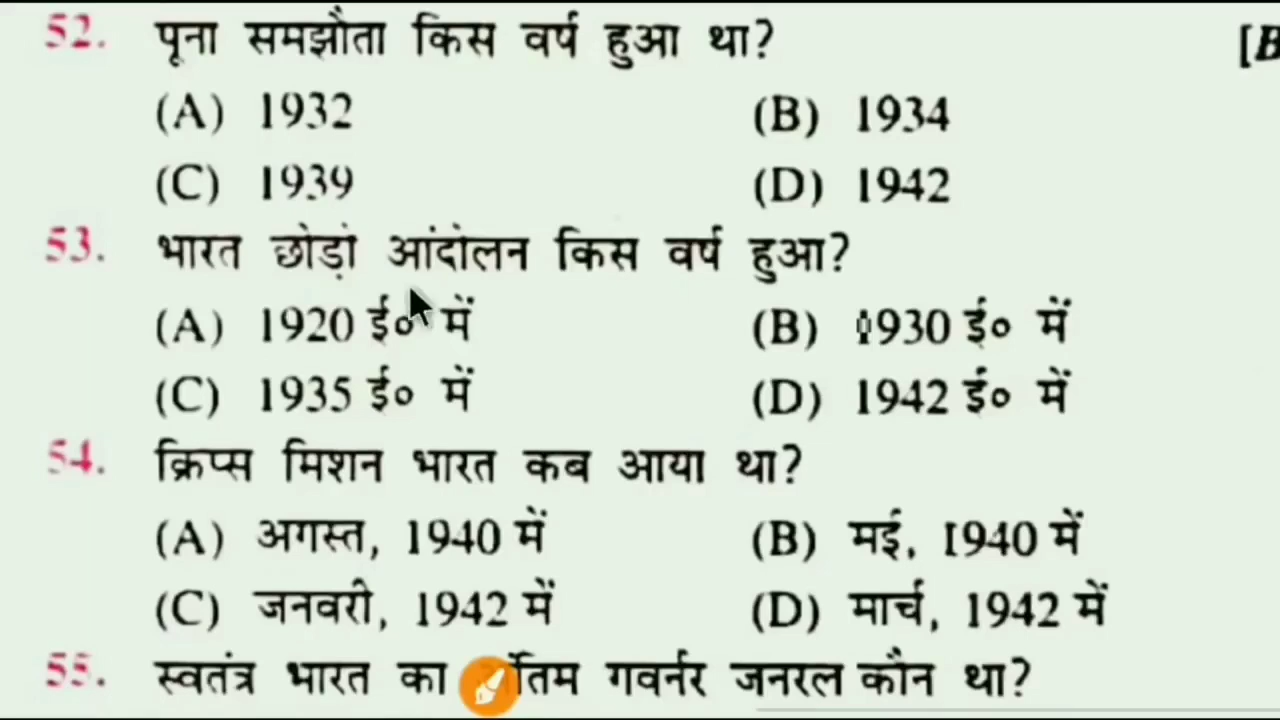 52. पूना समझौता किस वर्ष हुआ था? [B
(A) 1932 (B) 1934
(C) 1939 (D) 1942
53. भारत छोड़ो आंदोलन किस वर्ष हुआ?
(A) 1920 ई० में (B) 1930 ई० में
(C) 1935 ई० में (D) 1942 ई० में
54. क्रिप्स मिशन भारत कब आया था?
(A) अगस्त, 1940 में (B) मई, 1940 में
(C) जनवरी, 1942 में (D) मार्च, 1942 में
55. स्वतंत्र भारत का गवर्नर जनरल कौन था?